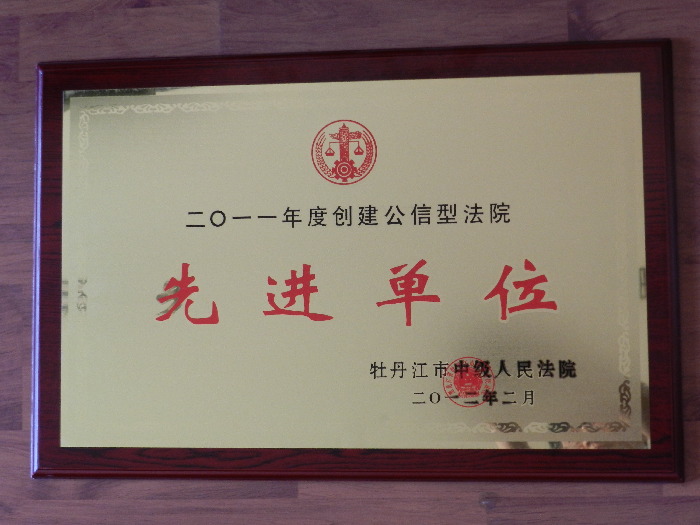 二〇一一年度创建公信型法院
先进单位
牡丹江市中级人民法院
二〇一二年二月